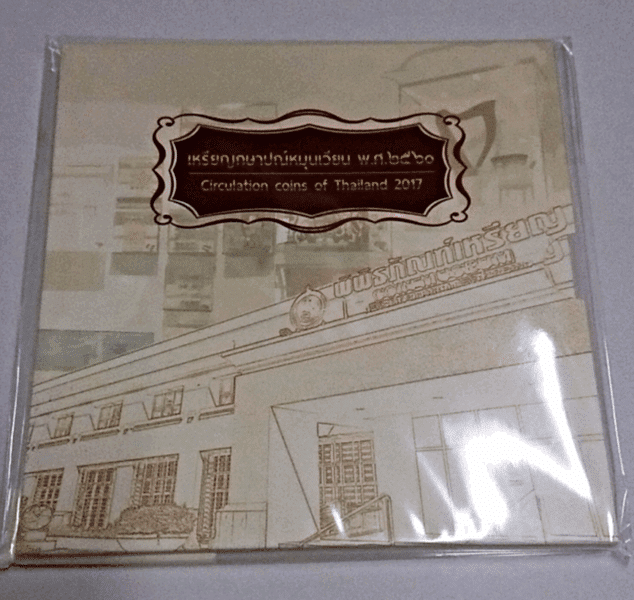 เหรียญกษาปณ์หมุนเวียน พ.ศ.๒๕๖๐
Circulation coins of Thailand 2017
พิพิธภัณฑ์เหรียญ